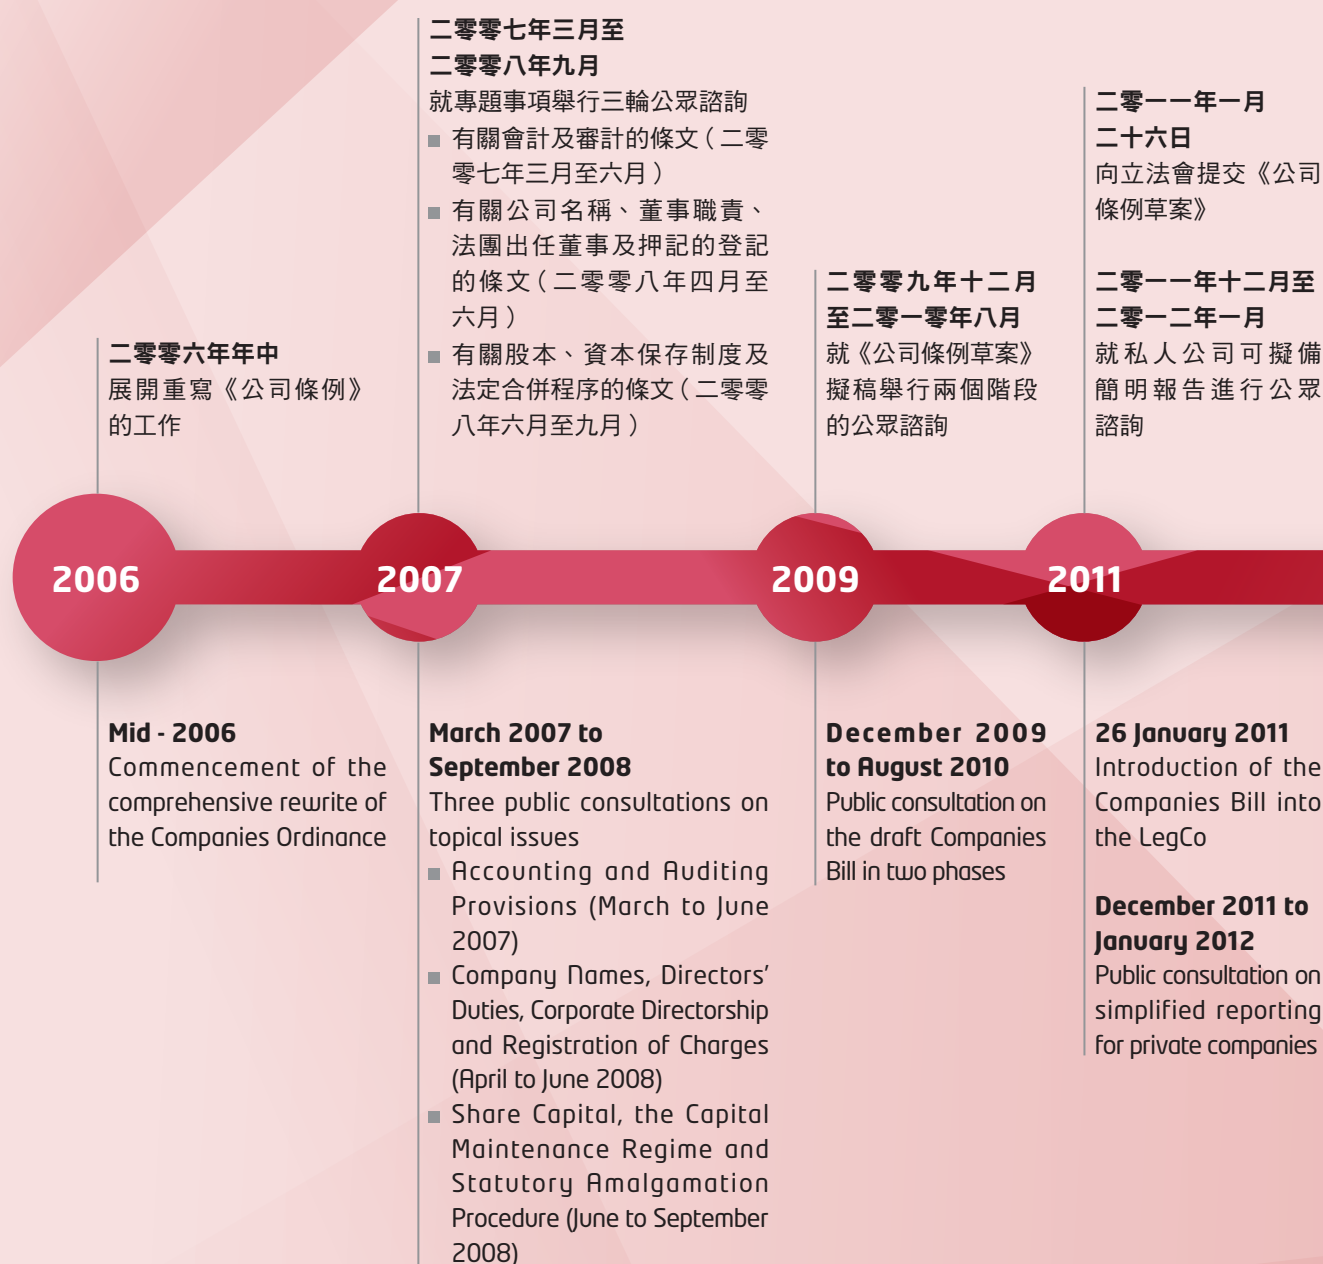 二零零六年年中
展開重寫《公司條例》
的工作
二零零七年三月至
二零零八年九月
就專題事項舉行三輪公眾諮詢
有關會計及審計的條文（二零
零七年三月至六月）
有關公司名稱、董事職責、
法團出任董事及押記的登記
的條文（二零零八年四月至
六月）
有關股本、資本保存制度及
法定合併程序的條文（二零零
八年六月至九月）
二零零九年十二月
至二零一零年八月
就《公司條例草案》
擬稿舉行兩個階段
的公眾諮詢
二零一一年一月
二十六日
向立法會提交《公司
條例草案》
二零一一年十二月至
二零一二年一月
就私人公司可擬備
簡明報告進行公眾
諮詢
2006
2007
2009
2011
Mid - 2006
Commencement of the
comprehensive rewrite of
the Companies Ordinance
March 2007 to
September 2008
Three public consultations on
topical issues
Accounting and Auditing
Provisions (March to June
2007)
Company Names, Directors’
Duties, Corporate Directorship
and Registration of Charges
(April to June 2008)
Share Capital, the Capital
Maintenance Regime and
Statutory Amalgamation
Procedure (June to September
2008)
December 2009
to August 2010
Public consultation on
the draft Companies
Bill in two phases
26 January 2011
Introduction of the
Companies Bill into
the LegCo
December 2011 to
January 2012
Public consultation on
simplified reporting
for private companies